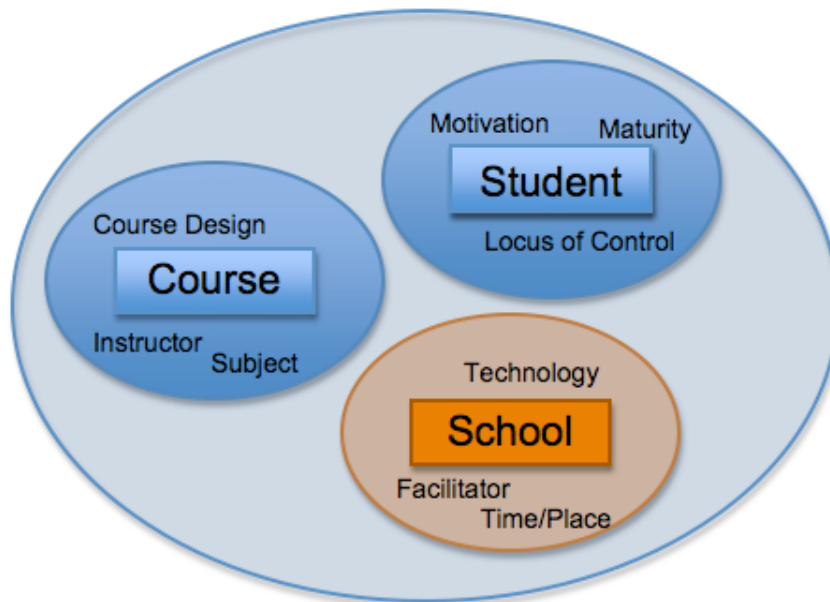 Motivation
Maturity
Student
Locus of Control
Course Design
Course
Instructor
Subject
Technology
School
Facilitator
Time/Place